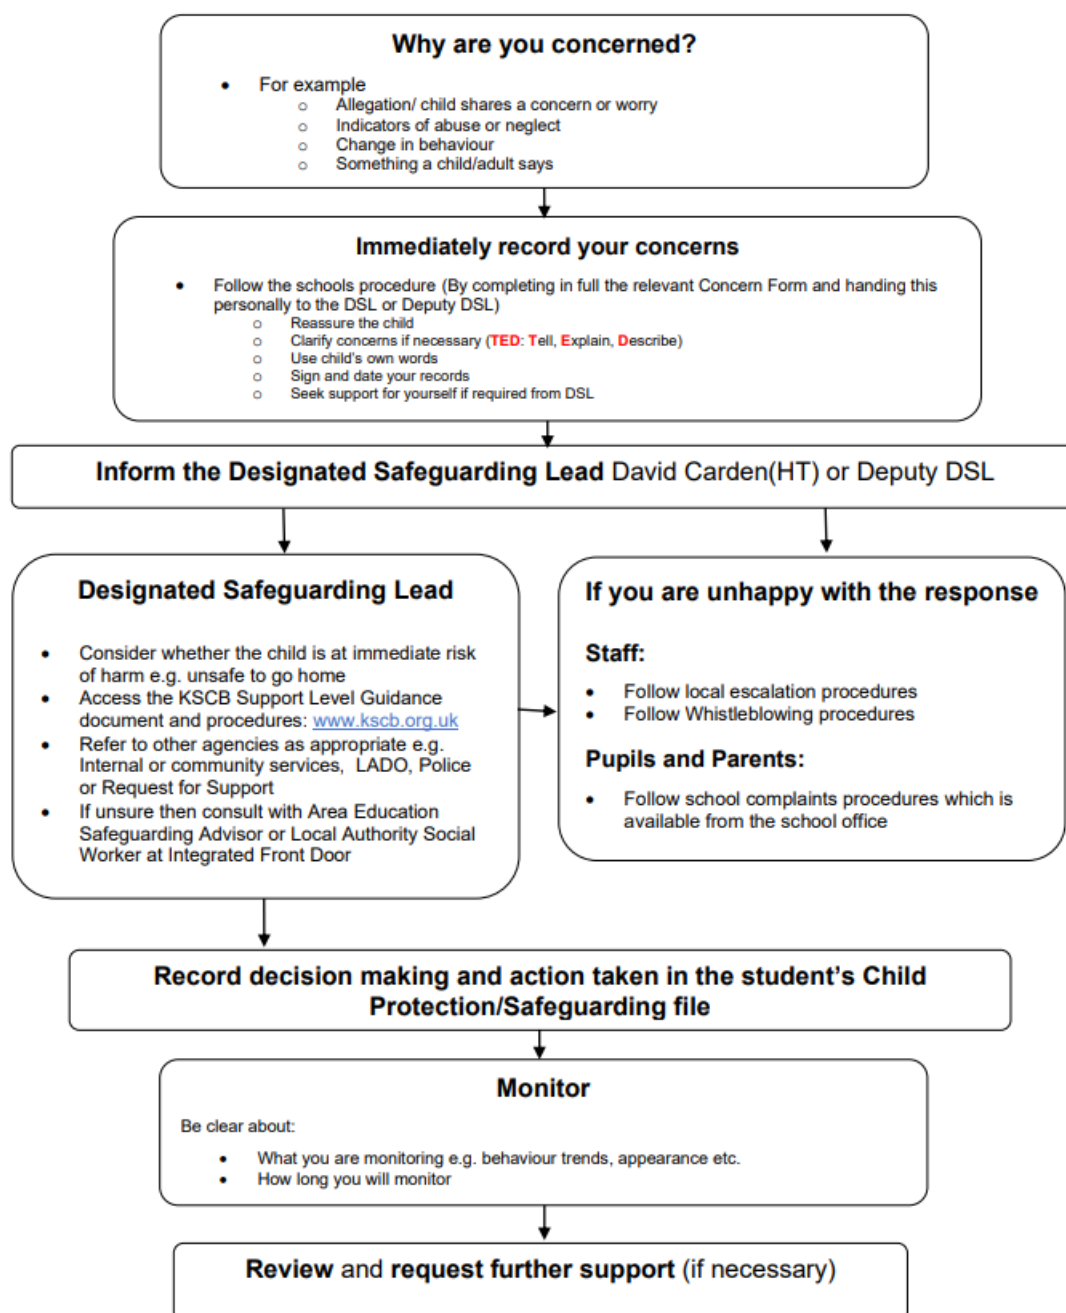 Why are you concerned?
• For example
o Allegation/ child shares a concern or worry
o Indicators of abuse or neglect
o Change in behaviour
o Something a child/adult says
Immediately record your concerns
• Follow the schools procedure (By completing in full the relevant Concern Form and handing this
personally to the DSL or Deputy DSL)
o Reassure the child
o Clarify concerns if necessary (TED: Tell, Explain, Describe)
o Use child's own words
o Sign and date your records
o Seek support for yourself if required from DSL
Inform the Designated Safeguarding Lead David Carden(HT) or Deputy DSL
Designated Safeguarding Lead
• Consider whether the child is at immediate risk
of harm e.g. unsafe to go home
• Access the KSCB Support Level Guidance
document and procedures: www.kscb.org.uk
• Refer to other agencies as appropriate e.g.
Internal or community services, LADO, Police
or Request for Support
• If unsure then consult with Area Education
Safeguarding Advisor or Local Authority Social
Worker at Integrated Front Door
If you are unhappy with the response
Staff:
• Follow local escalation procedures
• Follow Whistleblowing procedures
Pupils and Parents:
• Follow school complaints procedures which is
available from the school office
Record decision making and action taken in the student's Child
Protection/Safeguarding file
Monitor
Be clear about:
• What you are monitoring e.g. behaviour trends, appearance etc.
• How long you will monitor
Review and request further support (if necessary)